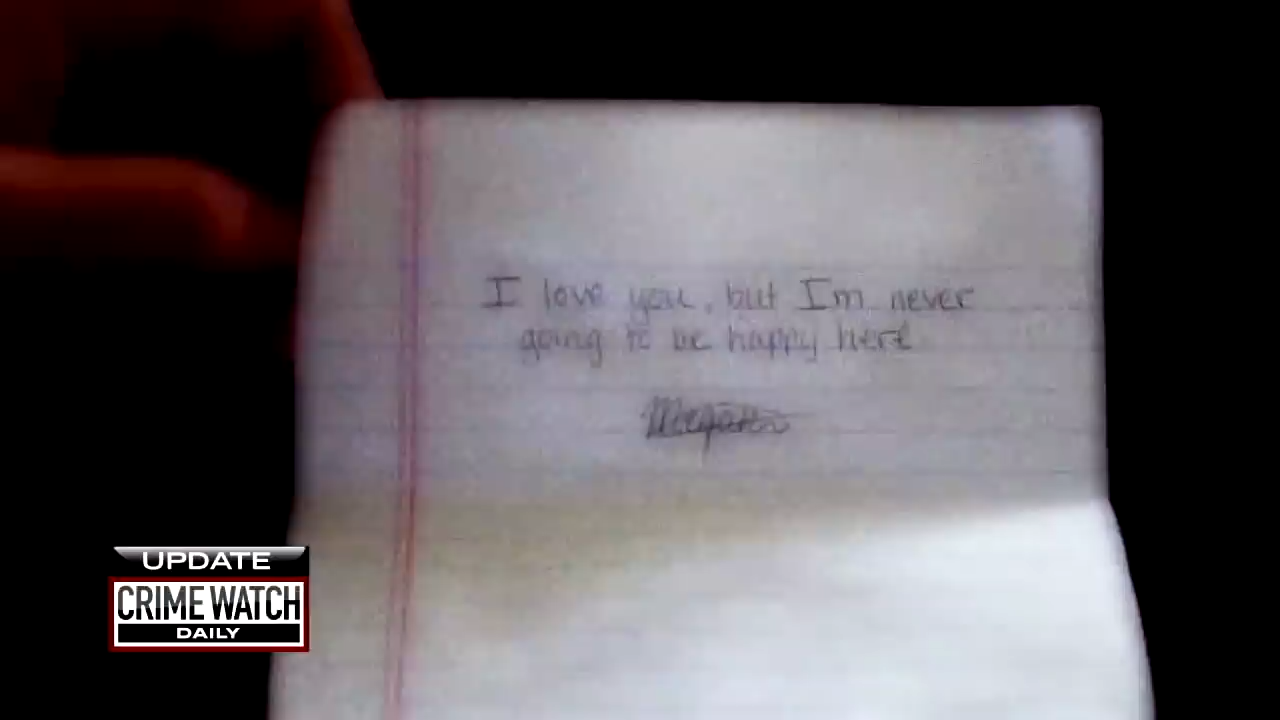 I love you, but I'm never
going to be happy here
UPDATE
CRIME WATCH
DAILY